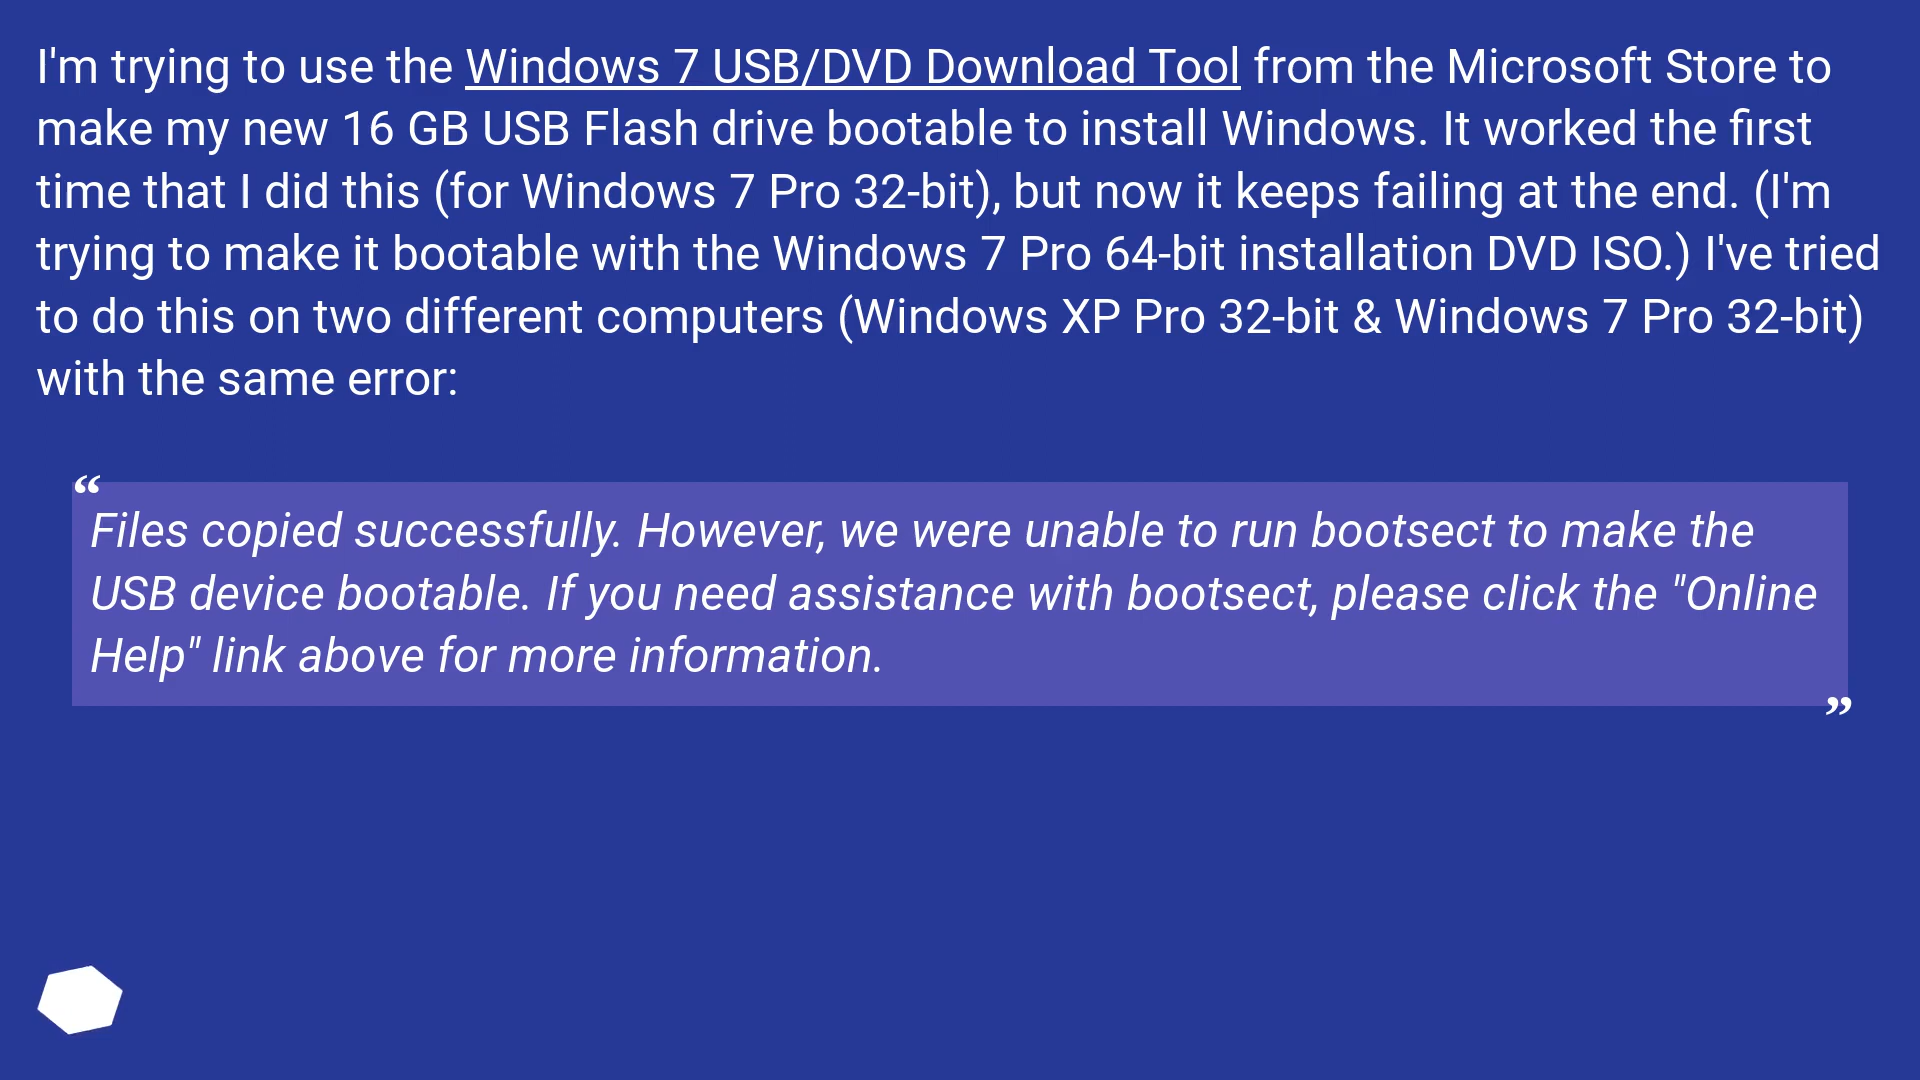 I'm trying to use the Windows 7 USB/DVD Download Tool from the Microsoft Store to
make my new 16 GB USB Flash drive bootable to install Windows. It worked the first
time that I did this (for Windows 7 Pro 32-bit), but now it keeps failing at the end. (I'm
trying to make it bootable with the Windows 7 Pro 64-bit installation DVD ISO.) I've tried
to do this on two different computers (Windows XP Pro 32-bit & Windows 7 Pro 32-bit)
with the same error:
“
Files copied successfully. However, we were unable to run bootsect to make the
USB device bootable. If you need assistance with bootsect, please click the "Online
Help" link above for more information.
”